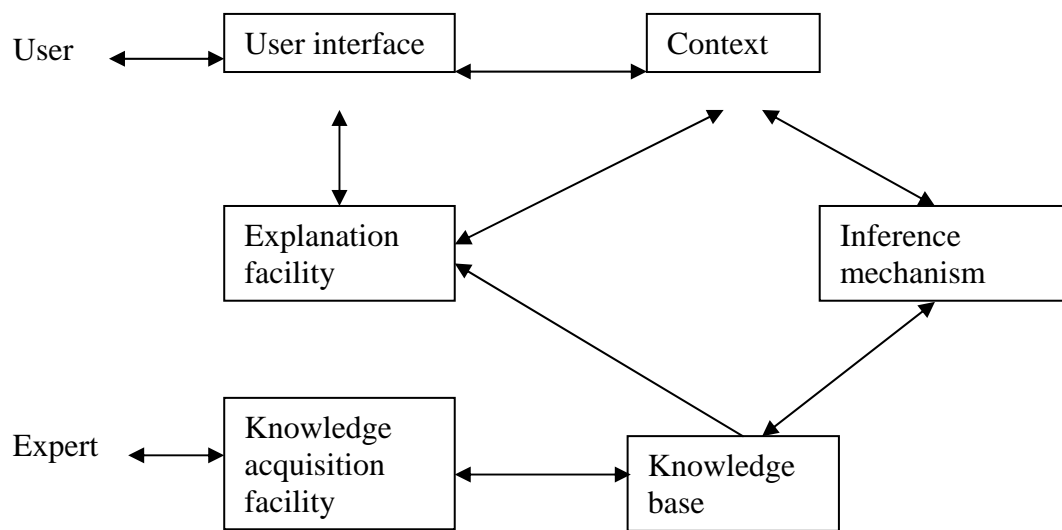 User
User interface
Context
Explanation
facility
Inference
mechanism
Expert
Knowledge
acquisition
facility
Knowledge
base